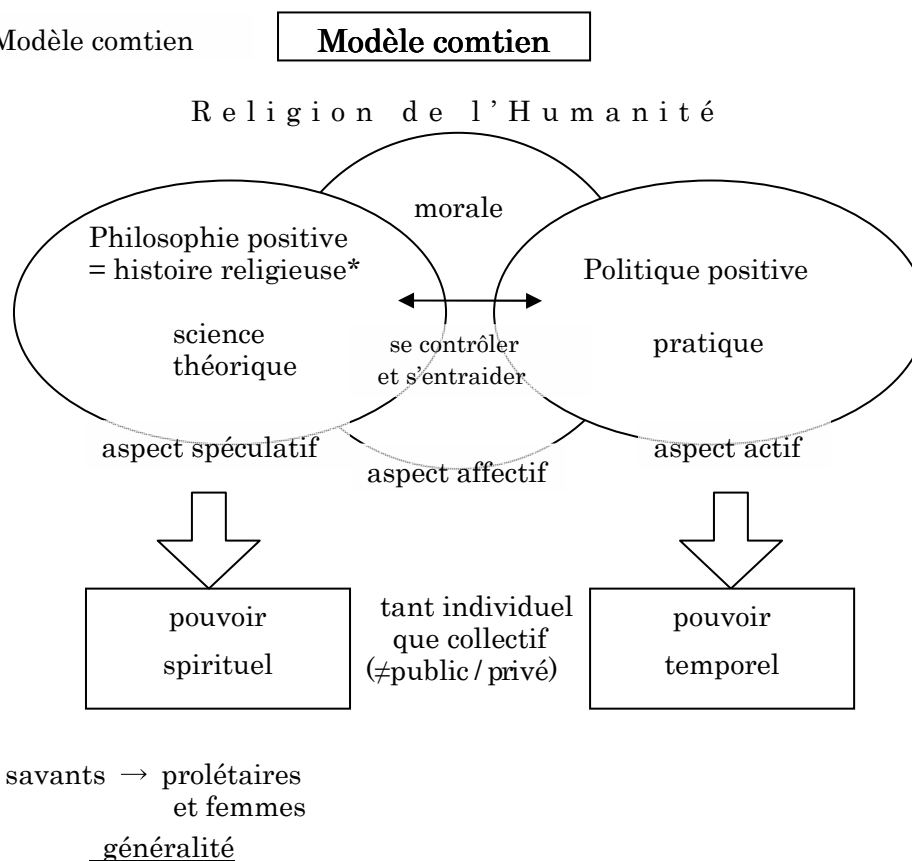 Modèle comtien
Modèle comtien
Religion de l'Humanité
morale
Philosophie positive
= histoire religieuse*
science
théorique
se contrôler
et s'entraider
Politique positive
pratique
aspect spéculatif
aspect affectif
aspect actif
pouvoir
spirituel
tant individuel
que collectif
(≠public / privé)
pouvoir
temporel
savants → prolétaires
et femmes
généralité